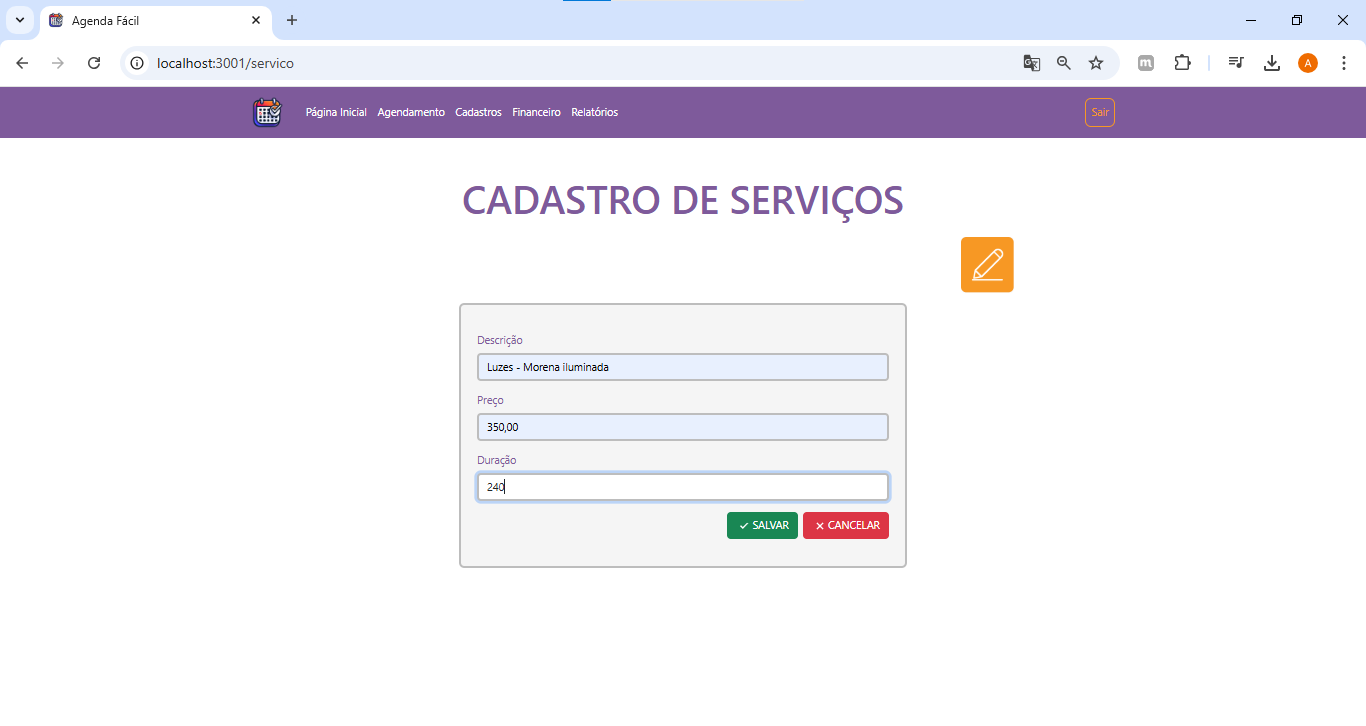 Agenda Fácil
localhost:3001/servico
A
Página Inicial Agendamento Cadastros Financeiro Relatórios Sair
CADASTRO DE SERVIÇOS
Descrição
Luzes - Morena iluminada
Preço
350,00
Duração
240
SALVAR CANCELAR